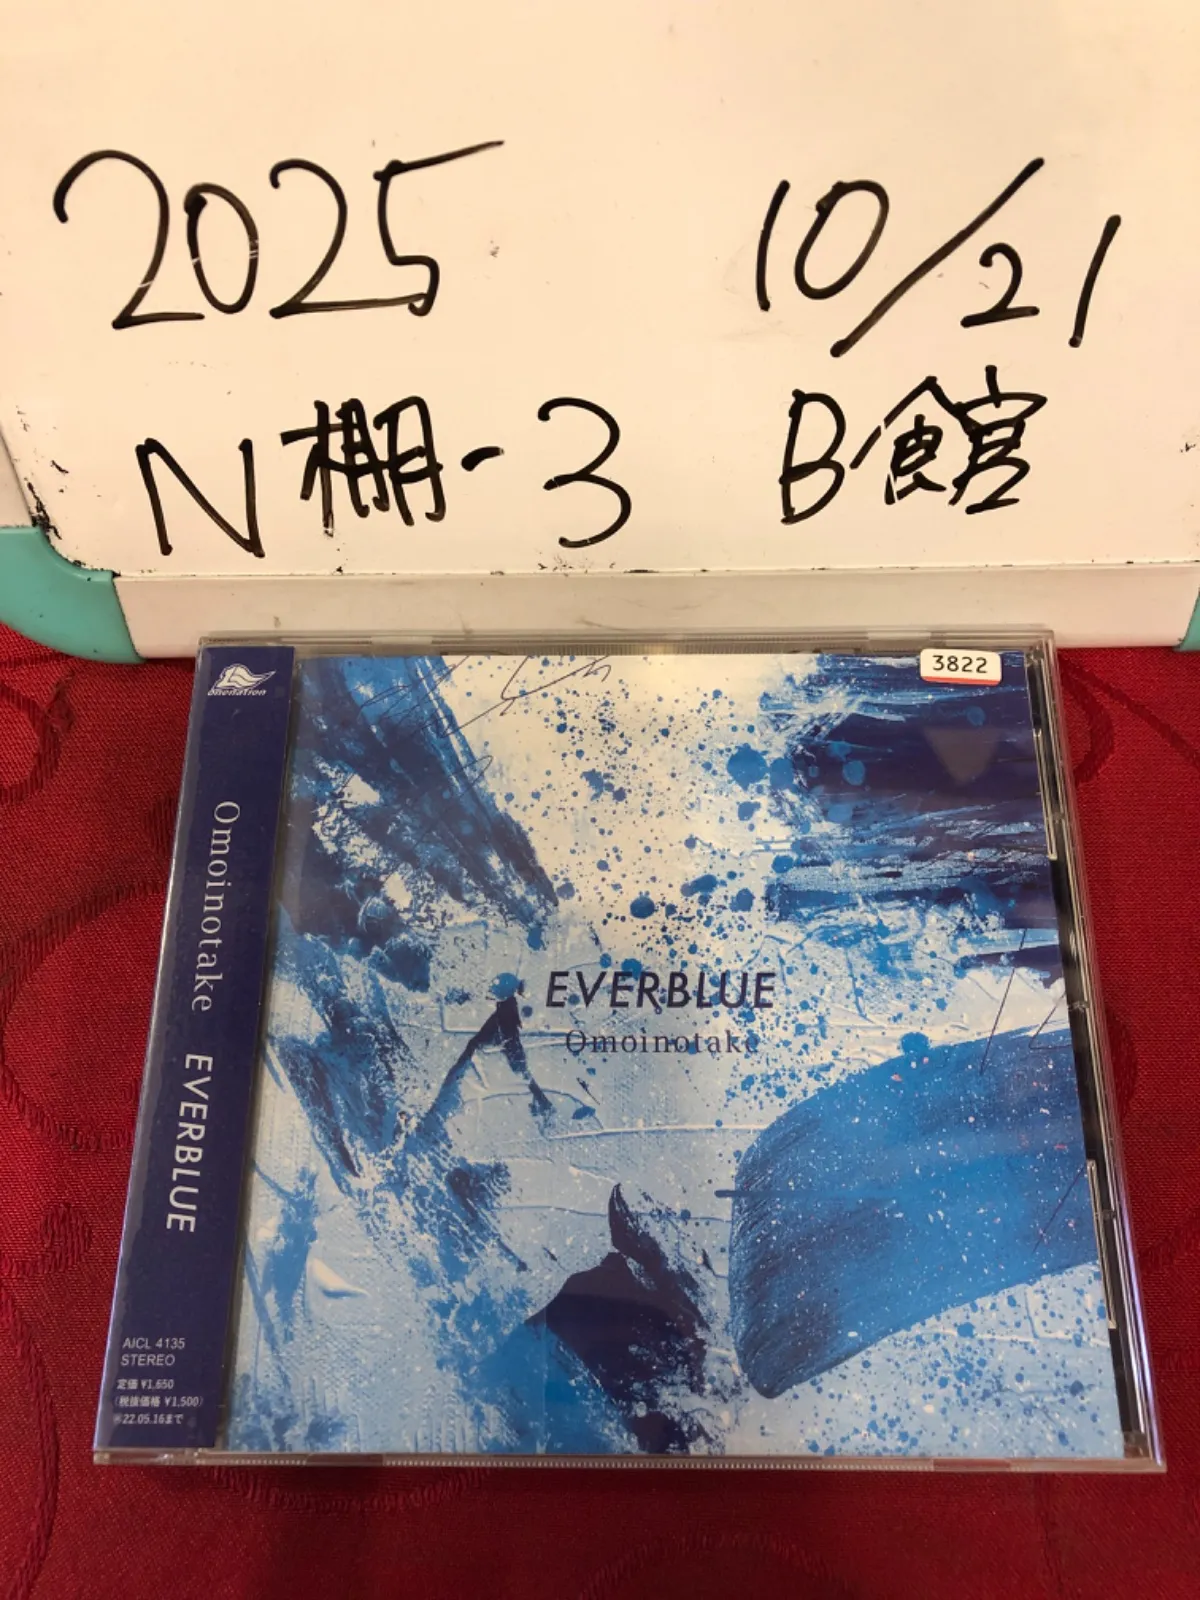 2025 10/21
N棚-3 B館
3822
onenation
Omoinotake EVERBLUE
EVERBLUE
Omoinotake
AICL 4135
STEREO
定価 ¥1,650
(税抜価格 ¥1,500)
22.05.16まで